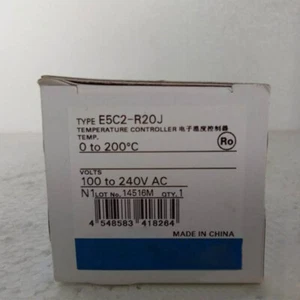 TYPE E5C2-R20J
TEMPERATURE CONTROLLER 电子温度控制器
TEMP.
0 to 200°C
Ro
VOLTS
100 to 240V AC
N1 LOT No. 14516M QTY. 1
4 548583 418264
MADE IN CHINA